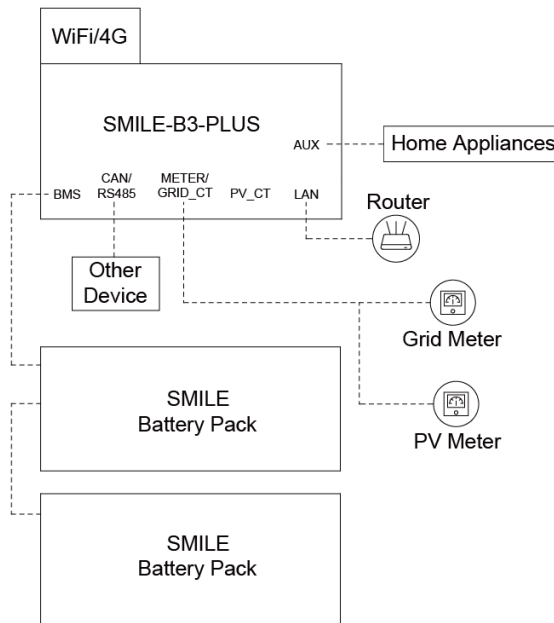 WiFi/4G
SMILE-B3-PLUS
AUX
Home Appliances
BMS
CAN/
RS485
METER/
GRID_CT
PV_CT
LAN
Router
Other
Device
Grid Meter
SMILE
Battery Pack
PV Meter
SMILE
Battery Pack